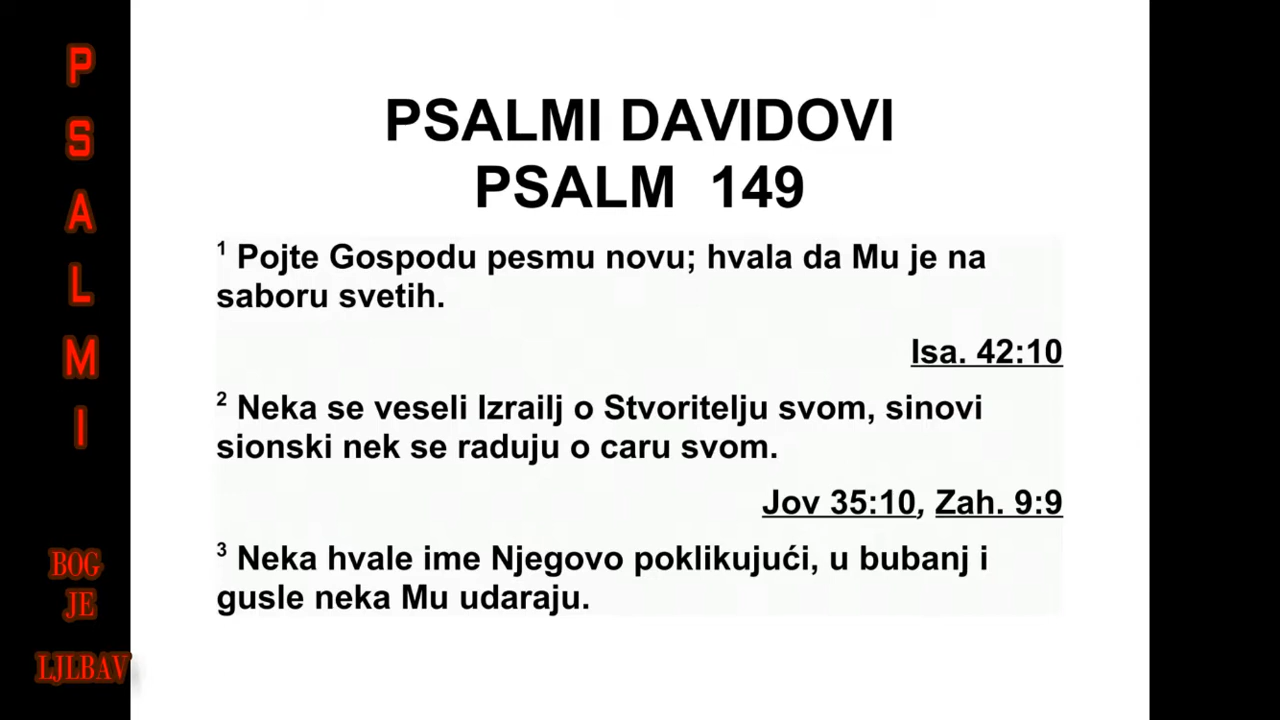 P
S
A
L
M
I
BOG
JE
LJLBAV
PSALMI DAVIDOVI
PSALM 149
1 Pojte Gospodu pesmu novu; hvala da Mu je na
saboru svetih.
Isa. 42:10
2 Neka se veseli Izrailj o Stvoritelju svom, sinovi
sionski nek se raduju o caru svom.
Jov 35:10, Zah. 9:9
3 Neka hvale ime Njegovo poklikujući, u bubanj i
gusle neka Mu udaraju.